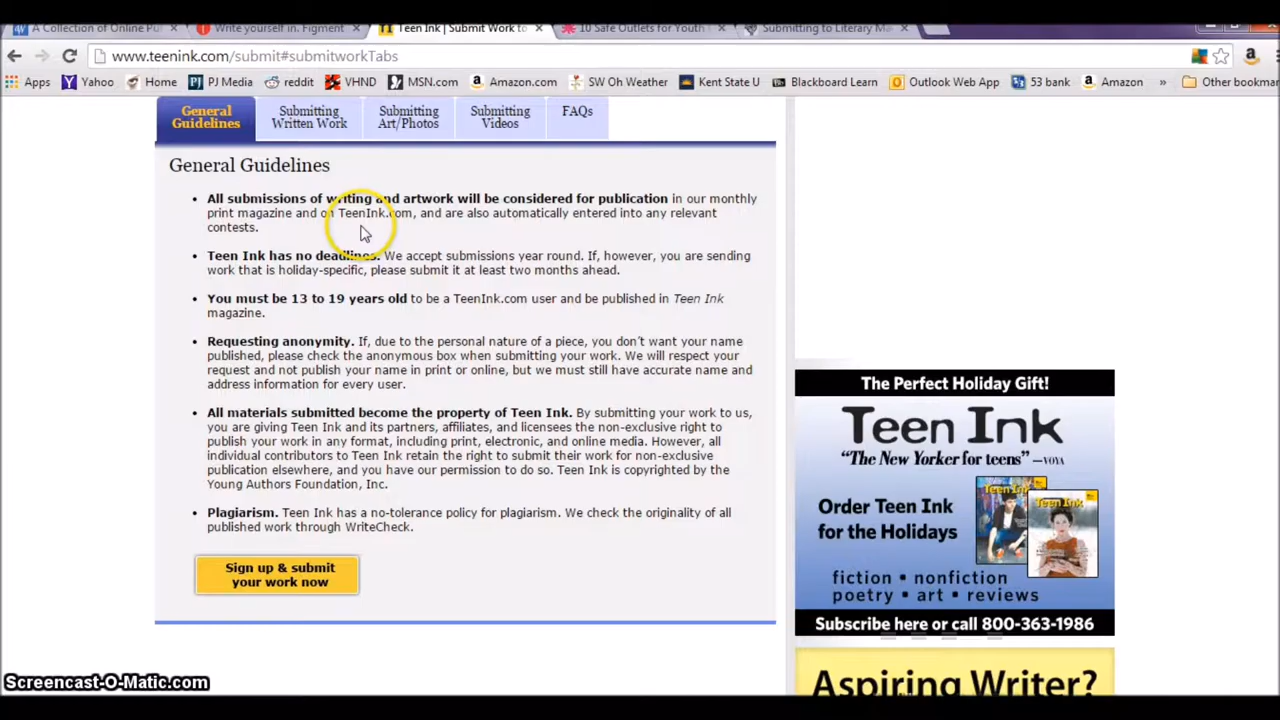 A Collection of Online Pu
Write yourself in. Figment
Teen Ink | Submit Work to
10 Safe Outlets for Youth
Submitting to Literary Ma
www.teenink.com/submit#submitworkTabs
Apps Yahoo Home PJ Media reddit VHND MSN.com Amazon.com SW Oh Weather Kent State U Blackboard Learn Outlook Web App 53 bank Amazon » Other bookmar
General
Guidelines
Submitting
Written Work
Submitting
Art/Photos
Submitting
Videos
FAQs
General Guidelines
All submissions of writing and artwork will be considered for publication in our monthly
print magazine and on TeenInk.com, and are also automatically entered into any relevant
contests.
Teen Ink has no deadlines. We accept submissions year round. If, however, you are sending
work that is holiday-specific, please submit it at least two months ahead.
You must be 13 to 19 years old to be a TeenInk.com user and be published in Teen Ink
magazine.
Requesting anonymity. If, due to the personal nature of a piece, you don't want your name
published, please check the anonymous box when submitting your work. We will respect your
request and not publish your name in print or online, but we must still have accurate name and
address information for every user.
All materials submitted become the property of Teen Ink. By submitting your work to us,
you are giving Teen Ink and its partners, affiliates, and licensees the non-exclusive right to
publish your work in any format, including print, electronic, and online media. However, all
individual contributors to Teen Ink retain the right to submit their work for non-exclusive
publication elsewhere, and you have our permission to do so. Teen Ink is copyrighted by the
Young Authors Foundation, Inc.
Plagiarism. Teen Ink has a no-tolerance policy for plagiarism. We check the originality of all
published work through WriteCheck.
Sign up & submit
your work now
The Perfect Holiday Gift!
Teen Ink
"The New Yorker for teens" —VOYA
Order Teen Ink
for the Holidays
Teen Ink
Teen Ink
fiction • nonfiction
poetry • art • reviews
Subscribe here or call 800-363-1986
Aspiring Writer?
Screencast-O-Matic.com